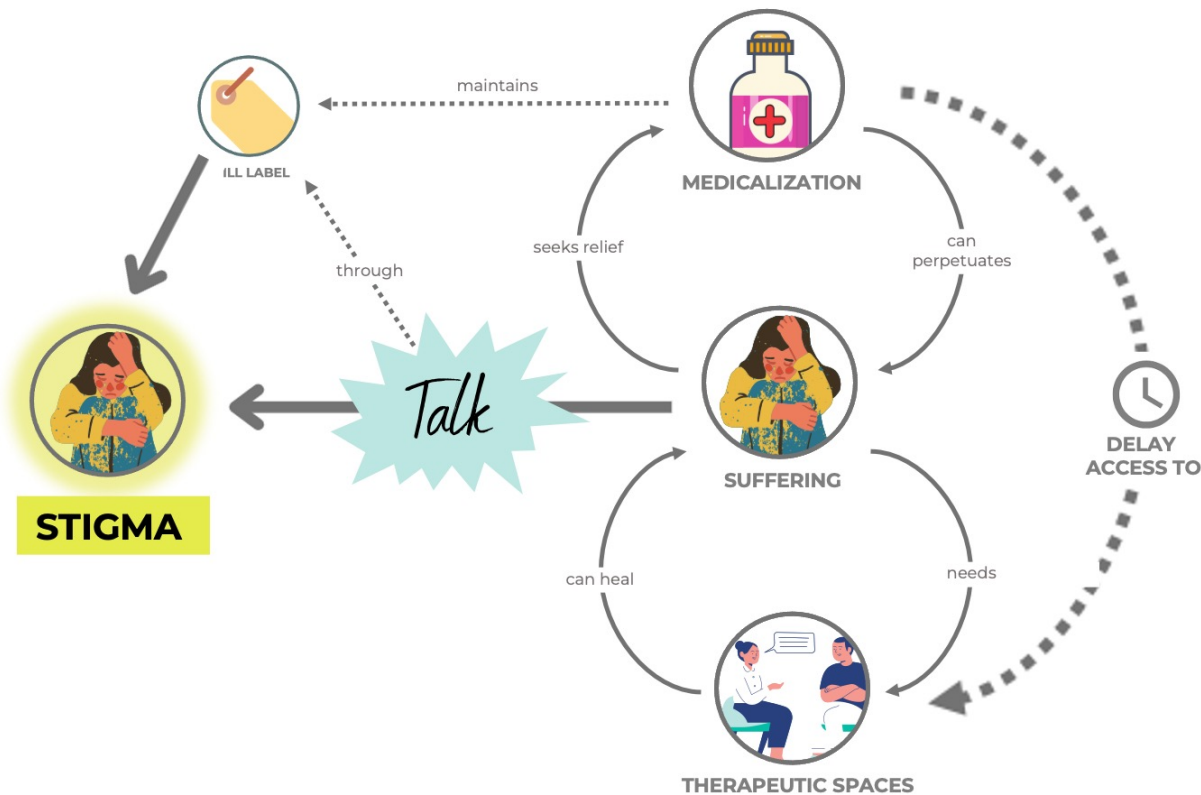 maintains
ILL LABEL
MEDICALIZATION
seeks relief
can
perpetuates
through
Talk
STIGMA
SUFFERING
DELAY
ACCESS TO
can heal
needs
THERAPEUTIC SPACES